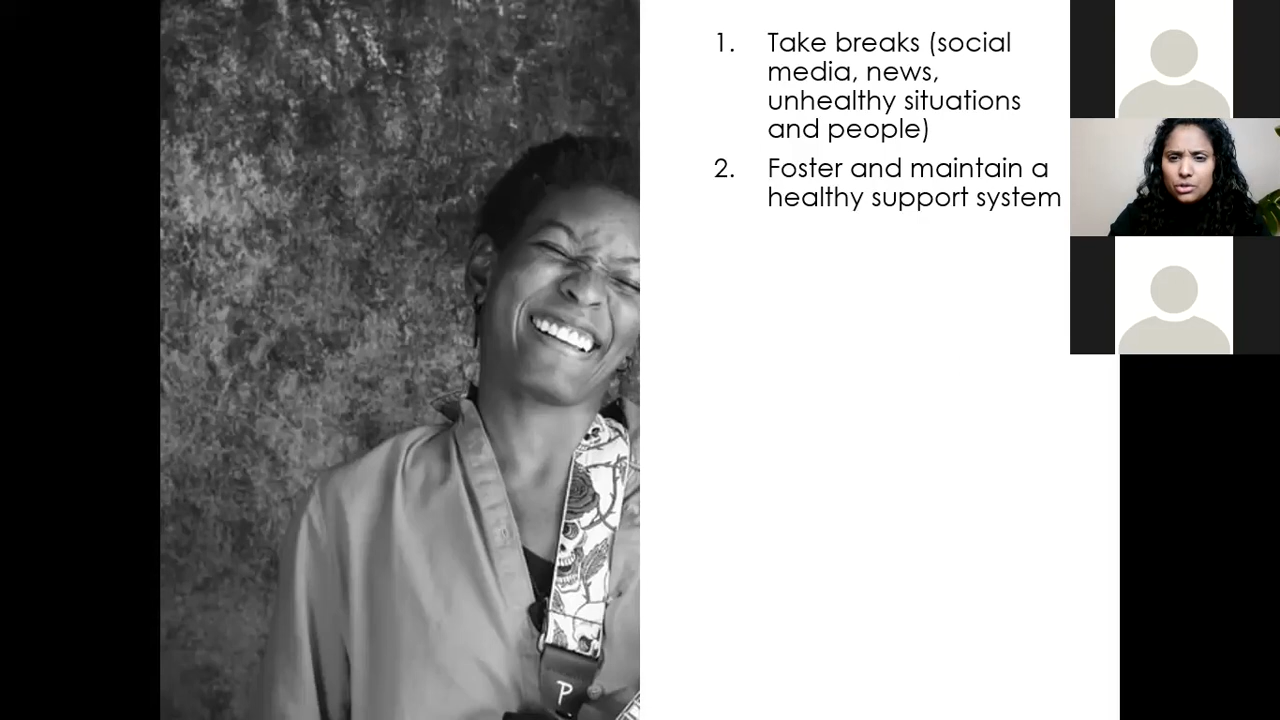 1. Take breaks (social
media, news,
unhealthy situations
and people)
2. Foster and maintain a
healthy support system
P